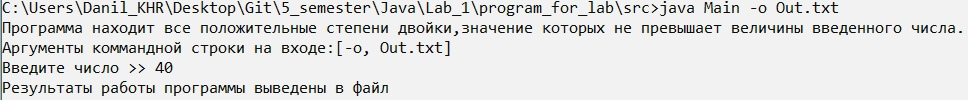 C:\Users\Danil_KHR\Desktop\Git\5_semester\Java\Lab_1\program_for_lab\src>java Main -o Out.txt
Программа находит все положительные степени двойки,значение которых не превышает величины введенного числа.
Аргументы коммандной строки на входе:[-o, Out.txt]
Введите число >> 40
Результаты работы программы выведены в файл